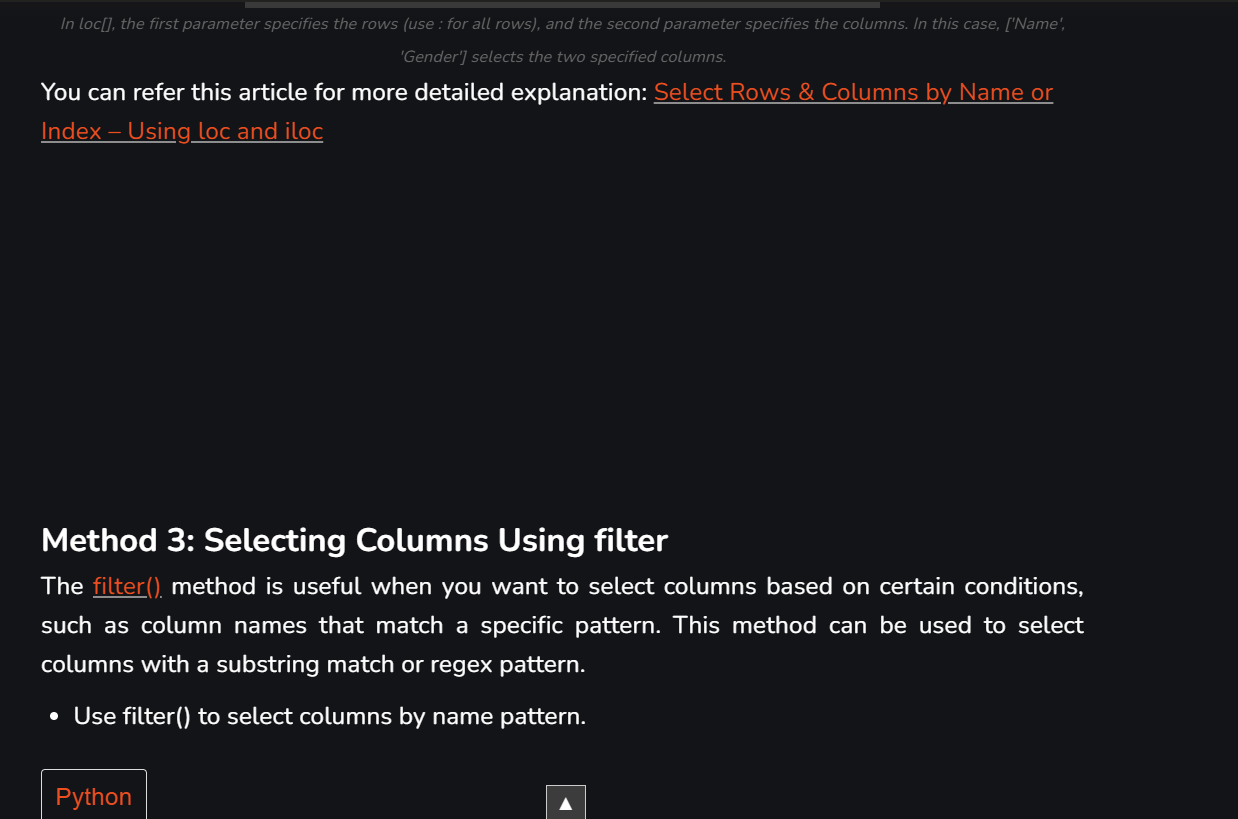 In loc[], the first parameter specifies the rows (use : for all rows), and the second parameter specifies the columns. In this case, ['Name',
'Gender'] selects the two specified columns.
You can refer this article for more detailed explanation: Select Rows & Columns by Name or
Index – Using loc and iloc
Method 3: Selecting Columns Using filter
The filter() method is useful when you want to select columns based on certain conditions,
such as column names that match a specific pattern. This method can be used to select
columns with a substring match or regex pattern.
• Use filter() to select columns by name pattern.
Python
▲